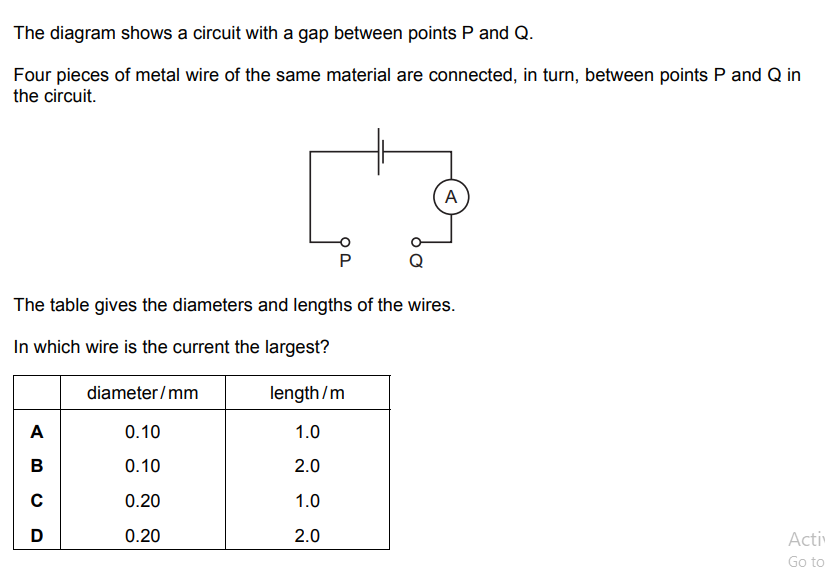 The diagram shows a circuit with a gap between points P and Q.
Four pieces of metal wire of the same material are connected, in turn, between points P and Q in
the circuit.
A
P Q
The table gives the diameters and lengths of the wires.
In which wire is the current the largest?
diameter/mm length/m
A 0.10 1.0
B 0.10 2.0
C 0.20 1.0
D 0.20 2.0
Go to